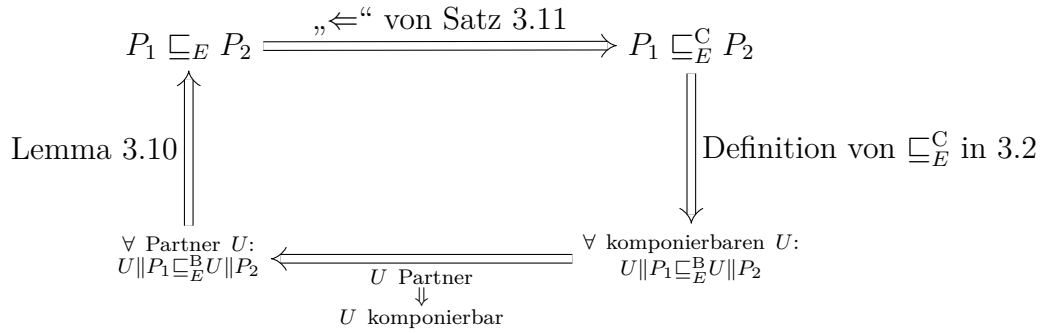 „⇐“ von Satz 3.11
P₁ ⊑_E P₂
P₁ ⊑_E^C P₂
Lemma 3.10
Definition von ⊑_E^C in 3.2
∀ Partner U:
U∥P₁⊑_E^B U∥P₂
∀ komponierbaren U:
U∥P₁⊑_E^B U∥P₂
U Partner
⇓
U komponierbar